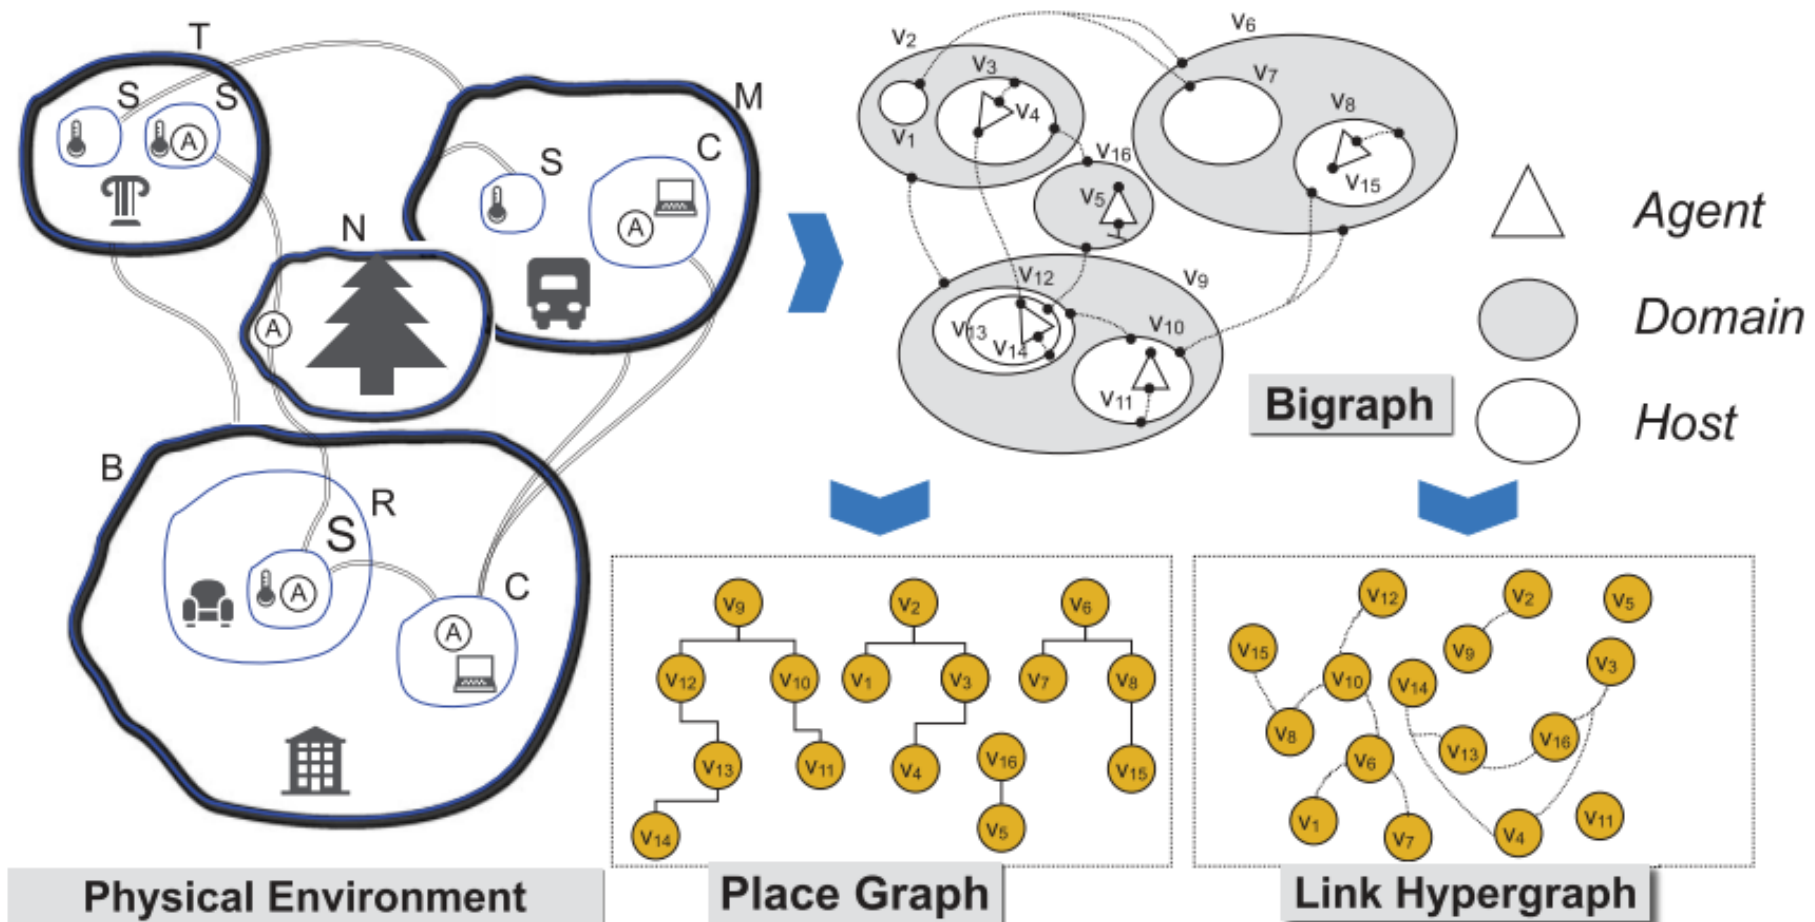 T
S
S
A
M
S
C
A
N
A
B
R
S
A
C
A
Physical Environment
v2
v3
v4
v1
v16
v5
v6
v7
v8
v15
v12
v9
v13
v14
v10
v11
Agent
Domain
Host
Bigraph
v9
v2
v6
v12
v10
v1
v3
v7
v8
v13
v11
v4
v16
v15
v14
v5
Place Graph
v12
v2
v5
v15
v9
v3
v10
v14
v8
v13
v16
v6
v1
v7
v4
v11
Link Hypergraph